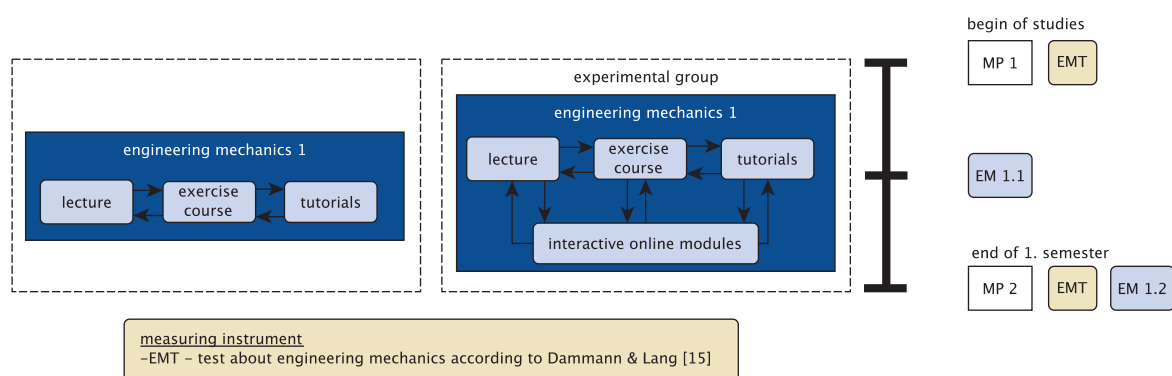 engineering mechanics 1
lecture
exercise
course
tutorials
experimental group
engineering mechanics 1
lecture
exercise
course
tutorials
interactive online modules
begin of studies
MP 1
EMT
EM 1.1
end of 1. semester
MP 2
EMT
EM 1.2
measuring instrument
-EMT - test about engineering mechanics according to Dammann & Lang [15]